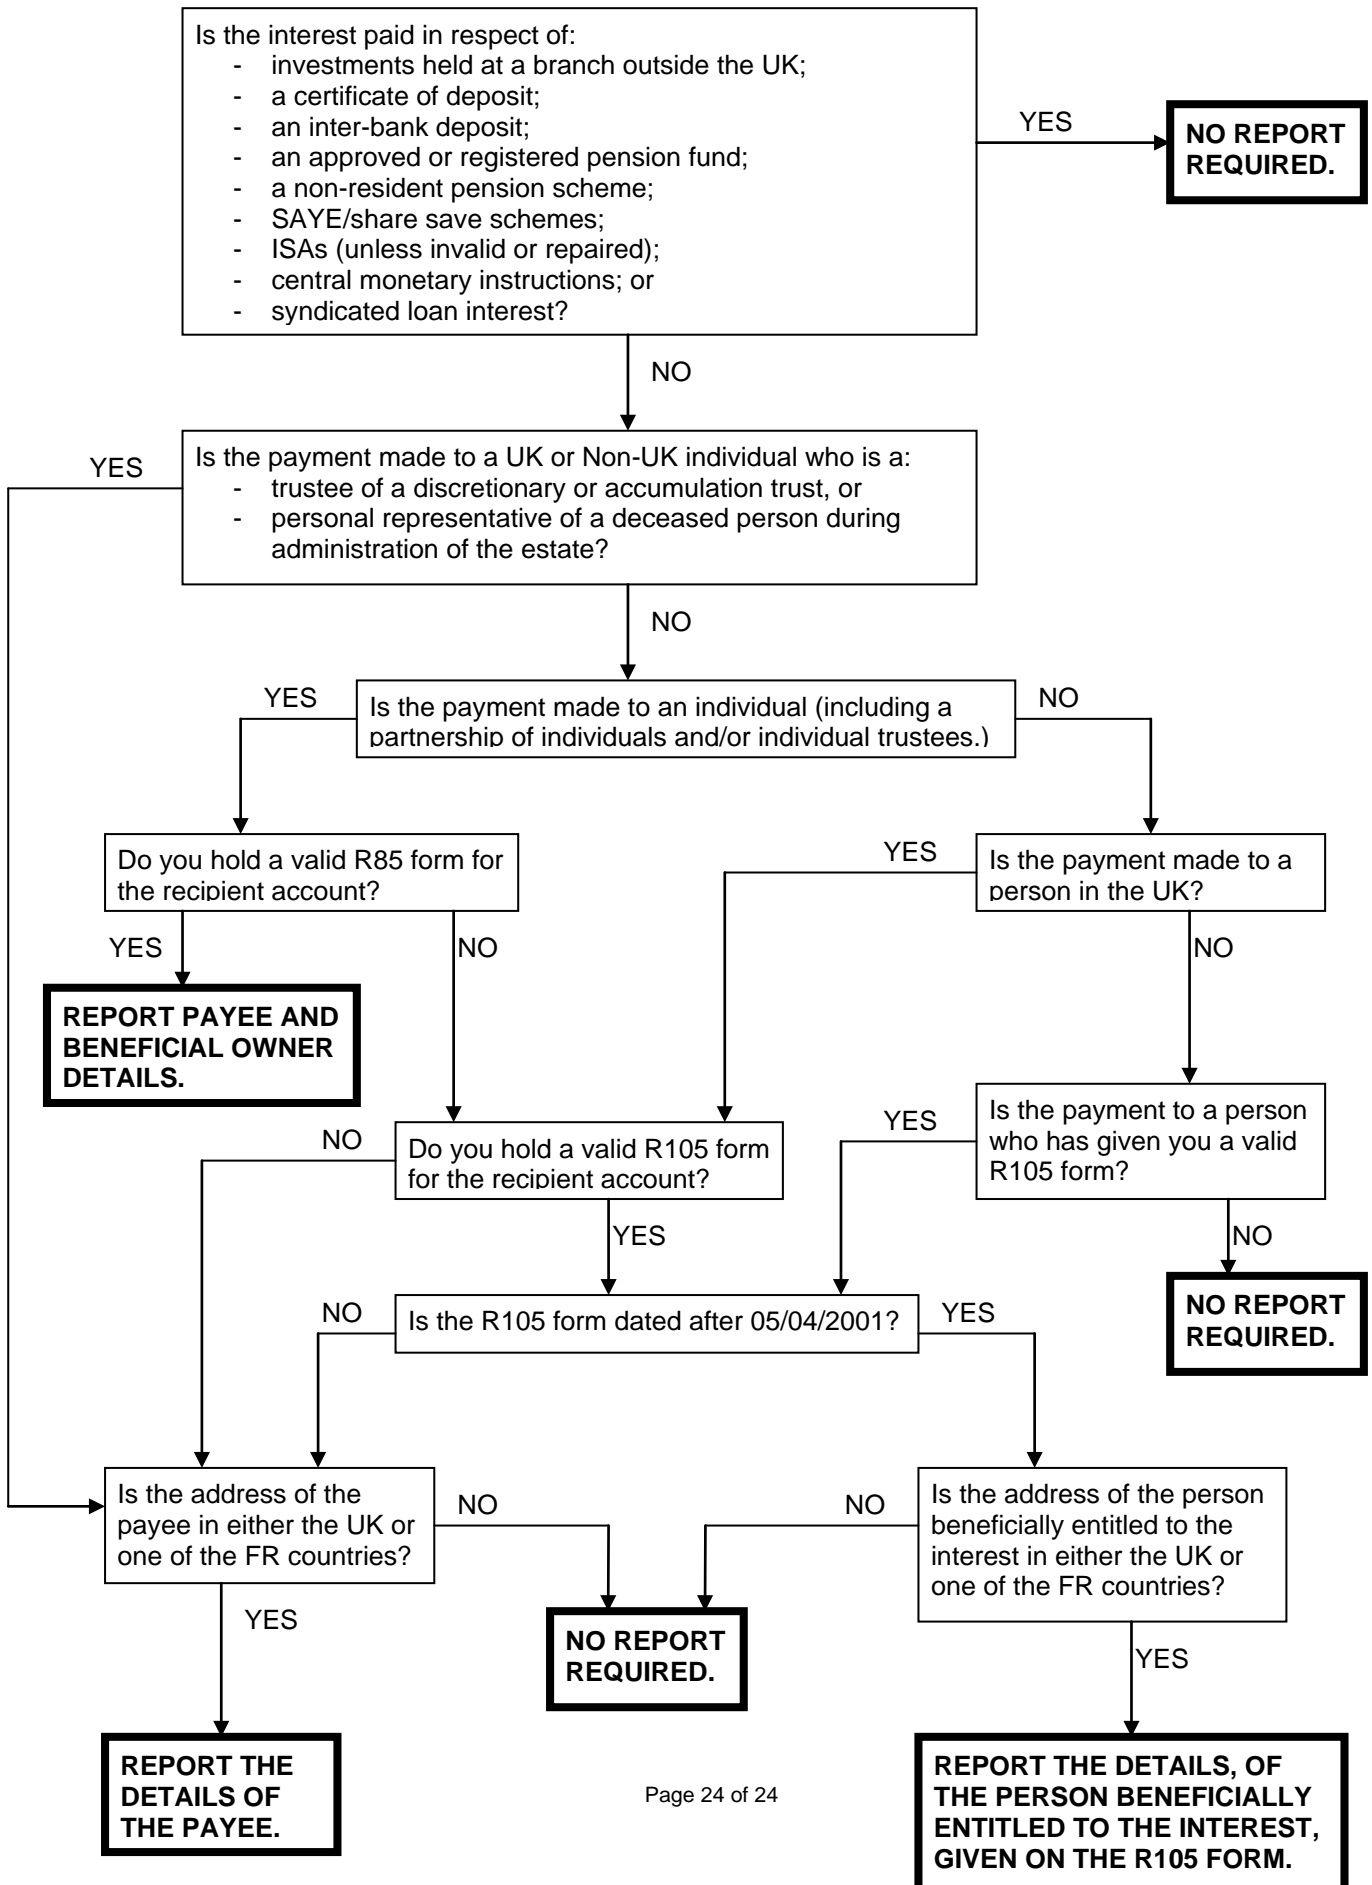 Is the interest paid in respect of:
- investments held at a branch outside the UK;
- a certificate of deposit;
- an inter-bank deposit;
- an approved or registered pension fund;
- a non-resident pension scheme;
- SAYE/share save schemes;
- ISAs (unless invalid or repaired);
- central monetary instructions; or
- syndicated loan interest?
YES
NO REPORT
REQUIRED.
NO
YES
Is the payment made to a UK or Non-UK individual who is a:
- trustee of a discretionary or accumulation trust, or
- personal representative of a deceased person during
administration of the estate?
NO
YES
Is the payment made to an individual (including a
partnership of individuals and/or individual trustees.)
NO
Do you hold a valid R85 form for
the recipient account?
YES
Is the payment made to a
person in the UK?
YES
NO
NO
REPORT PAYEE AND
BENEFICIAL OWNER
DETAILS.
NO
Do you hold a valid R105 form
for the recipient account?
YES
Is the payment to a person
who has given you a valid
R105 form?
YES
NO
NO REPORT
REQUIRED.
NO
Is the R105 form dated after 05/04/2001?
YES
Is the address of the
payee in either the UK or
one of the FR countries?
NO
NO
Is the address of the person
beneficially entitled to the
interest in either the UK or
one of the FR countries?
YES
NO REPORT
REQUIRED.
YES
REPORT THE
DETAILS OF
THE PAYEE.
Page 24 of 24
REPORT THE DETAILS, OF
THE PERSON BENEFICIALLY
ENTITLED TO THE INTEREST,
GIVEN ON THE R105 FORM.